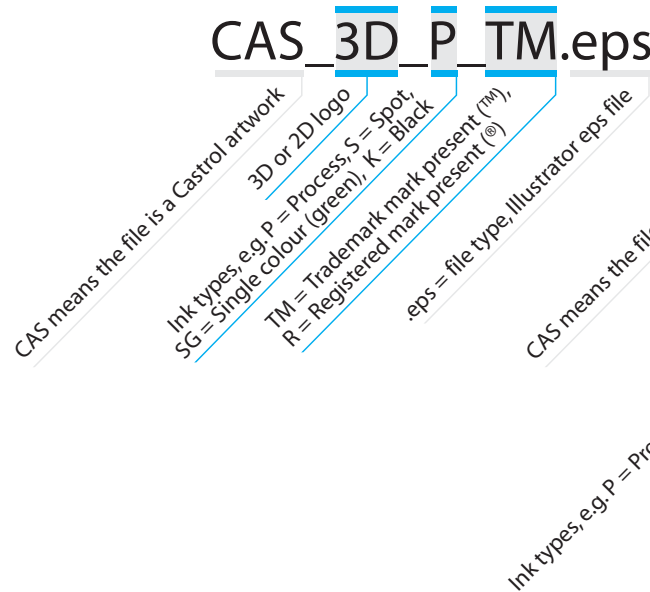 CAS_3D_P_TM.eps
CAS means the file is a Castrol artwork
3D or 2D logo
Ink types, e.g. P = Process, S = Spot,
SG = Single colour (green), K = Black
TM = Trademark mark present (™),
R = Registered mark present (®)
.eps = file type, Illustrator eps file
CAS means the file
Ink types, e.g. P =